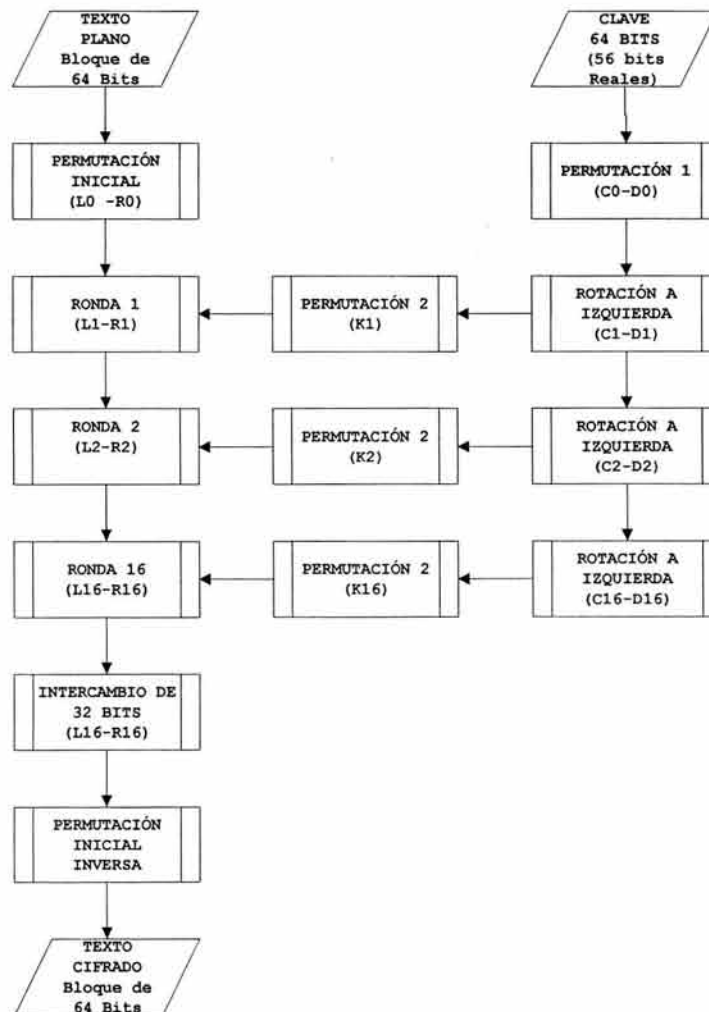 TEXTO
PLANO
Bloque de
64 Bits
CLAVE
64 BITS
(56 bits
Reales)
PERMUTACIÓN
INICIAL
(L0 -R0)
PERMUTACIÓN 1
(C0-D0)
RONDA 1
(L1-R1)
PERMUTACIÓN 2
(K1)
ROTACIÓN A
IZQUIERDA
(C1-D1)
RONDA 2
(L2-R2)
PERMUTACIÓN 2
(K2)
ROTACIÓN A
IZQUIERDA
(C2-D2)
RONDA 16
(L16-R16)
PERMUTACIÓN 2
(K16)
ROTACIÓN A
IZQUIERDA
(C16-D16)
INTERCAMBIO DE
32 BITS
(L16-R16)
PERMUTACIÓN
INICIAL
INVERSA
TEXTO
CIFRADO
Bloque de
64 Bits